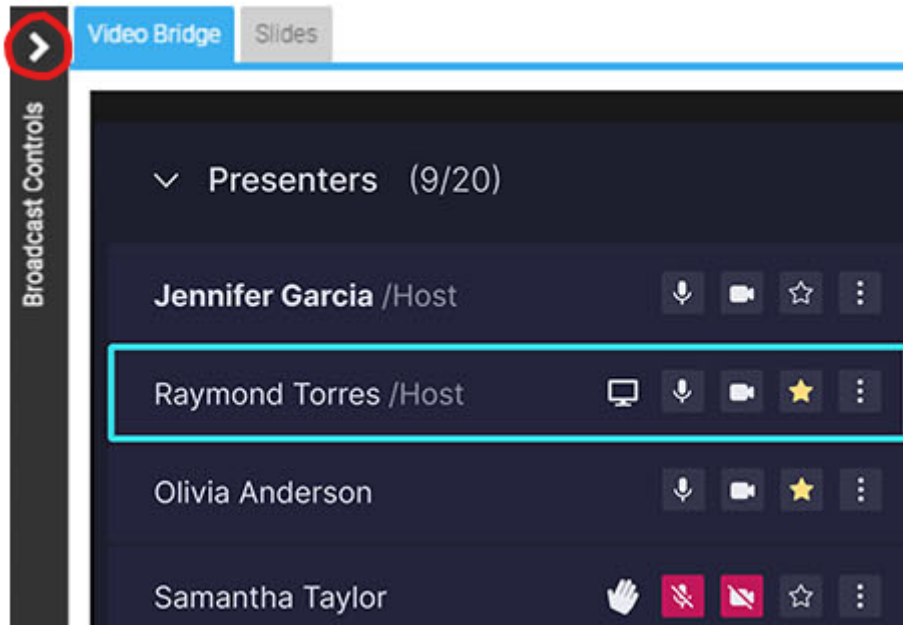 Video Bridge
Slides
Broadcast Controls
Presenters (9/20)
Jennifer Garcia /Host
Raymond Torres /Host
Olivia Anderson
Samantha Taylor